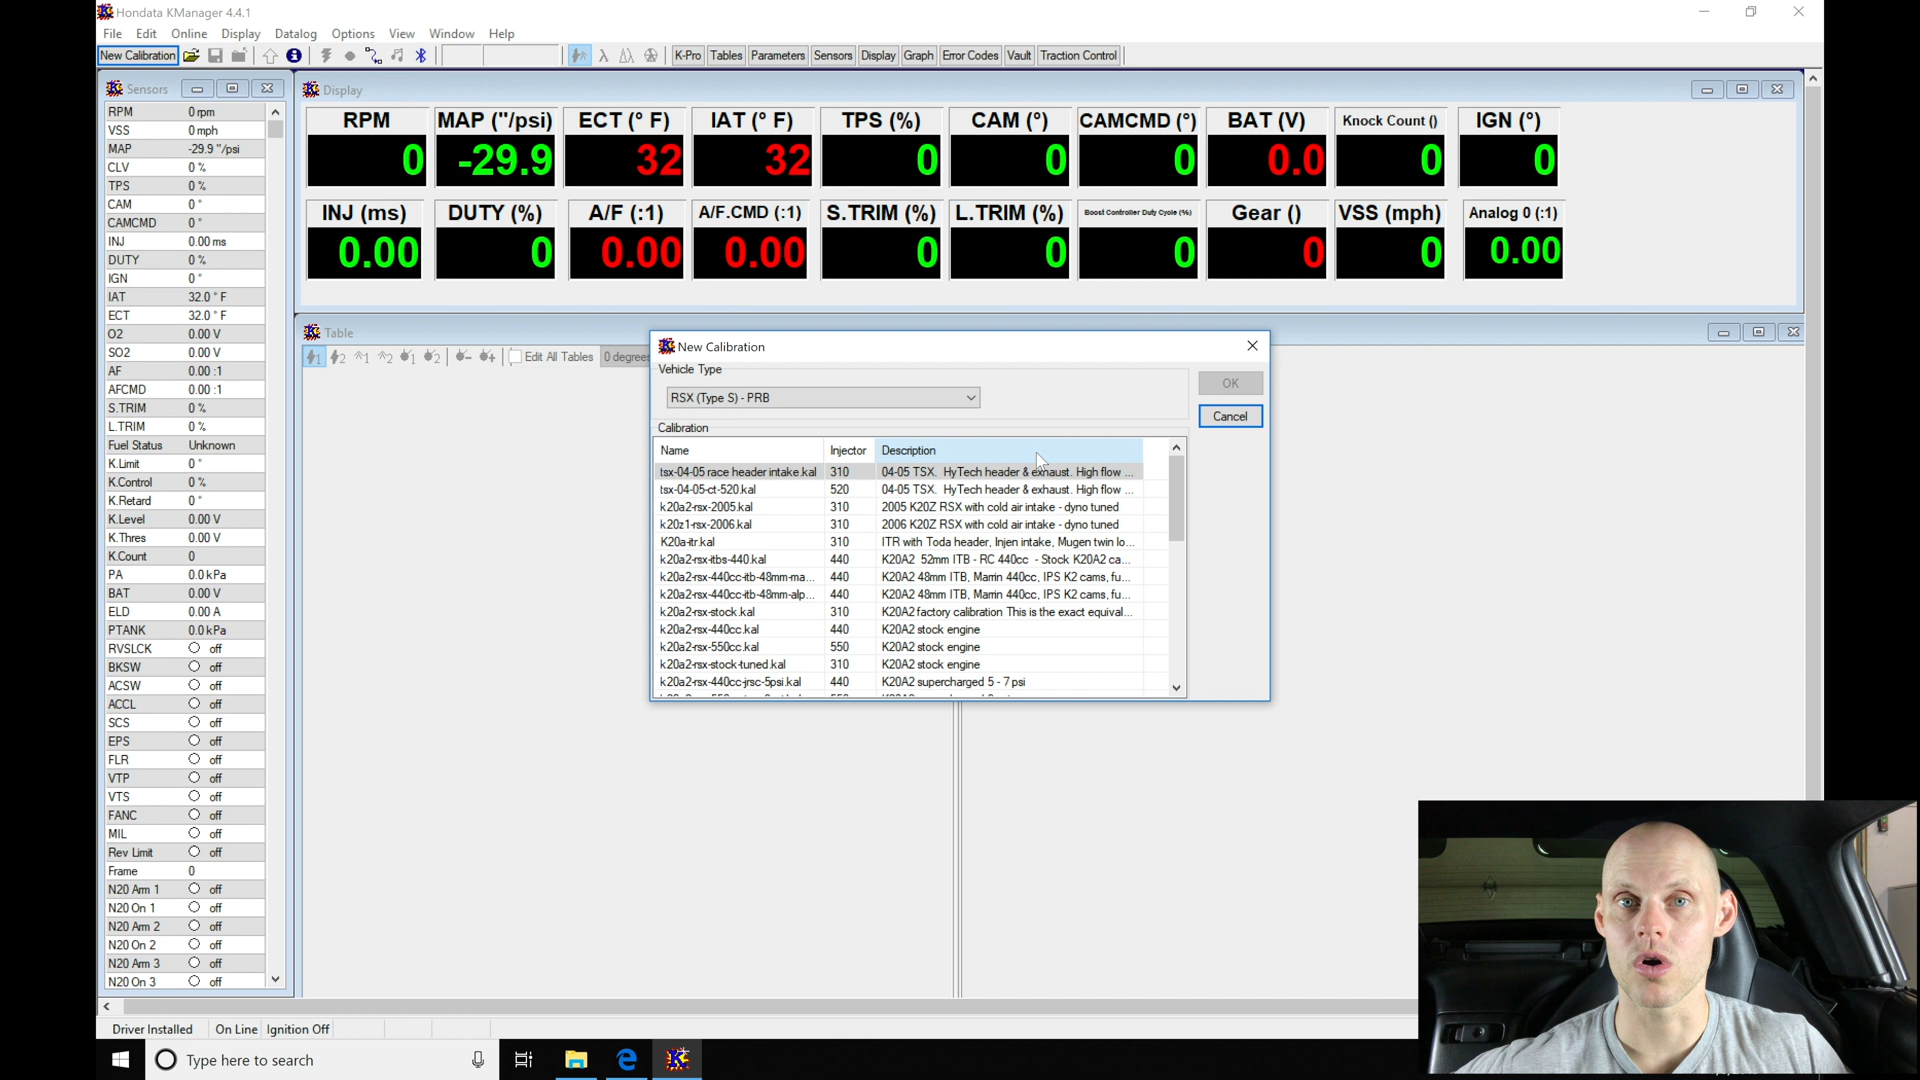 Hondata KManager 4.4.1
File Edit Online Display Datalog Options View Window Help
New Calibration K-Pro Tables Parameters Sensors Display Graph Error Codes Vault Traction Control
Sensors
RPM 0 rpm
VSS 0 mph
MAP -29.9 "/psi
CLV 0 %
TPS 0 %
CAM 0 °
CAMCMD 0 °
INJ 0.00 ms
DUTY 0 %
IGN 0 °
IAT 32.0 ° F
ECT 32.0 ° F
O2 0.00 V
SO2 0.00 V
AF 0.00 :1
AFCMD 0.00 :1
S.TRIM 0 %
L.TRIM 0 %
Fuel Status Unknown
K.Limit 0 °
K.Control 0 %
K.Retard 0 °
K.Level 0.00 V
K.Thres 0.00 V
K.Count 0
PA 0.0 kPa
BAT 0.00 V
ELD 0.00 A
PTANK 0.0 kPa
RVSLCK off
BKSW off
ACSW off
ACCL off
SCS off
EPS off
FLR off
VTP off
VTS off
FANC off
MIL off
Rev Limit off
Frame 0
N20 Arm 1 off
N20 On 1 off
N20 Arm 2 off
N20 On 2 off
N20 Arm 3 off
N20 On 3 off
Display
RPM MAP ("/psi) ECT (° F) IAT (° F) TPS (%) CAM (°) CAMCMD (°) BAT (V) Knock Count () IGN (°)
0 -29.9 32 32 0 0 0 0.0 0 0
INJ (ms) DUTY (%) A/F (:1) A/F.CMD (:1) S.TRIM (%) L.TRIM (%) Boost Controller Duty Cycle (%) Gear () VSS (mph) Analog 0 (:1)
0.00 0 0.00 0.00 0 0 0 0 0 0.00
Table
Edit All Tables 0 degrees
New Calibration
Vehicle Type
RSX (Type S) - PRB
OK
Cancel
Calibration
Name Injector Description
tsx-04-05 race header intake.kal 310 04-05 TSX. HyTech header & exhaust. High flow ...
tsx-04-05-ct-520.kal 520 04-05 TSX. HyTech header & exhaust. High flow ...
k20a2-rsx-2005.kal 310 2005 K20Z RSX with cold air intake - dyno tuned
k20z1-rsx-2006.kal 310 2006 K20Z RSX with cold air intake - dyno tuned
K20a-itr.kal 310 ITR with Toda header, Injen intake, Mugen twin lo...
k20a2-rsx-itbs-440.kal 440 K20A2 52mm ITB - RC 440cc - Stock K20A2 ca...
k20a2-rsx-440cc-itb-48mm-ma... 440 K20A2 48mm ITB, Marrin 440cc, IPS K2 cams, fu...
k20a2-rsx-440cc-itb-48mm-alp... 440 K20A2 48mm ITB, Marrin 440cc, IPS K2 cams, fu...
k20a2-rsx-stock.kal 310 K20A2 factory calibration This is the exact equival...
k20a2-rsx-440cc.kal 440 K20A2 stock engine
k20a2-rsx-550cc.kal 550 K20A2 stock engine
k20a2-rsx-stock-tuned.kal 310 K20A2 stock engine
k20a2-rsx-440cc-jrsc-5psi.kal 440 K20A2 supercharged 5 - 7 psi
Driver Installed On Line Ignition Off
Type here to search